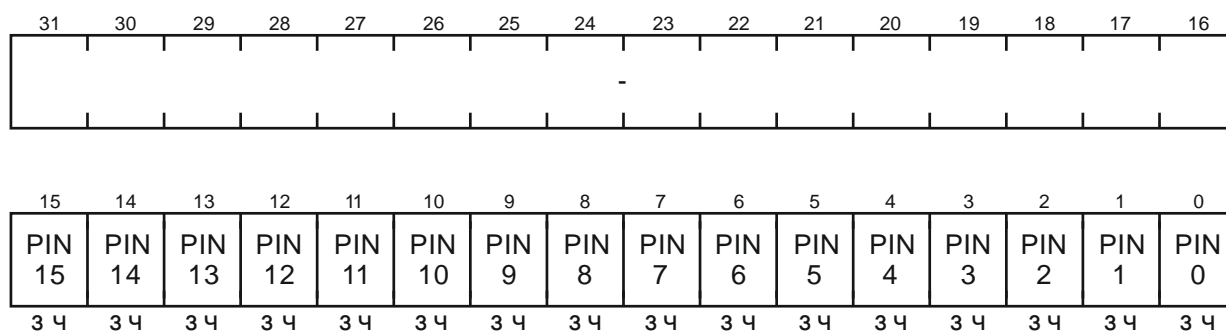 31 30 29 28 27 26 25 24 23 22 21 20 19 18 17 16
-
15 14 13 12 11 10 9 8 7 6 5 4 3 2 1 0
PIN PIN PIN PIN PIN PIN PIN PIN PIN PIN PIN PIN PIN PIN PIN PIN
15 14 13 12 11 10 9 8 7 6 5 4 3 2 1 0
З Ч З Ч З Ч З Ч З Ч З Ч З Ч З Ч З Ч З Ч З Ч З Ч З Ч З Ч З Ч З Ч